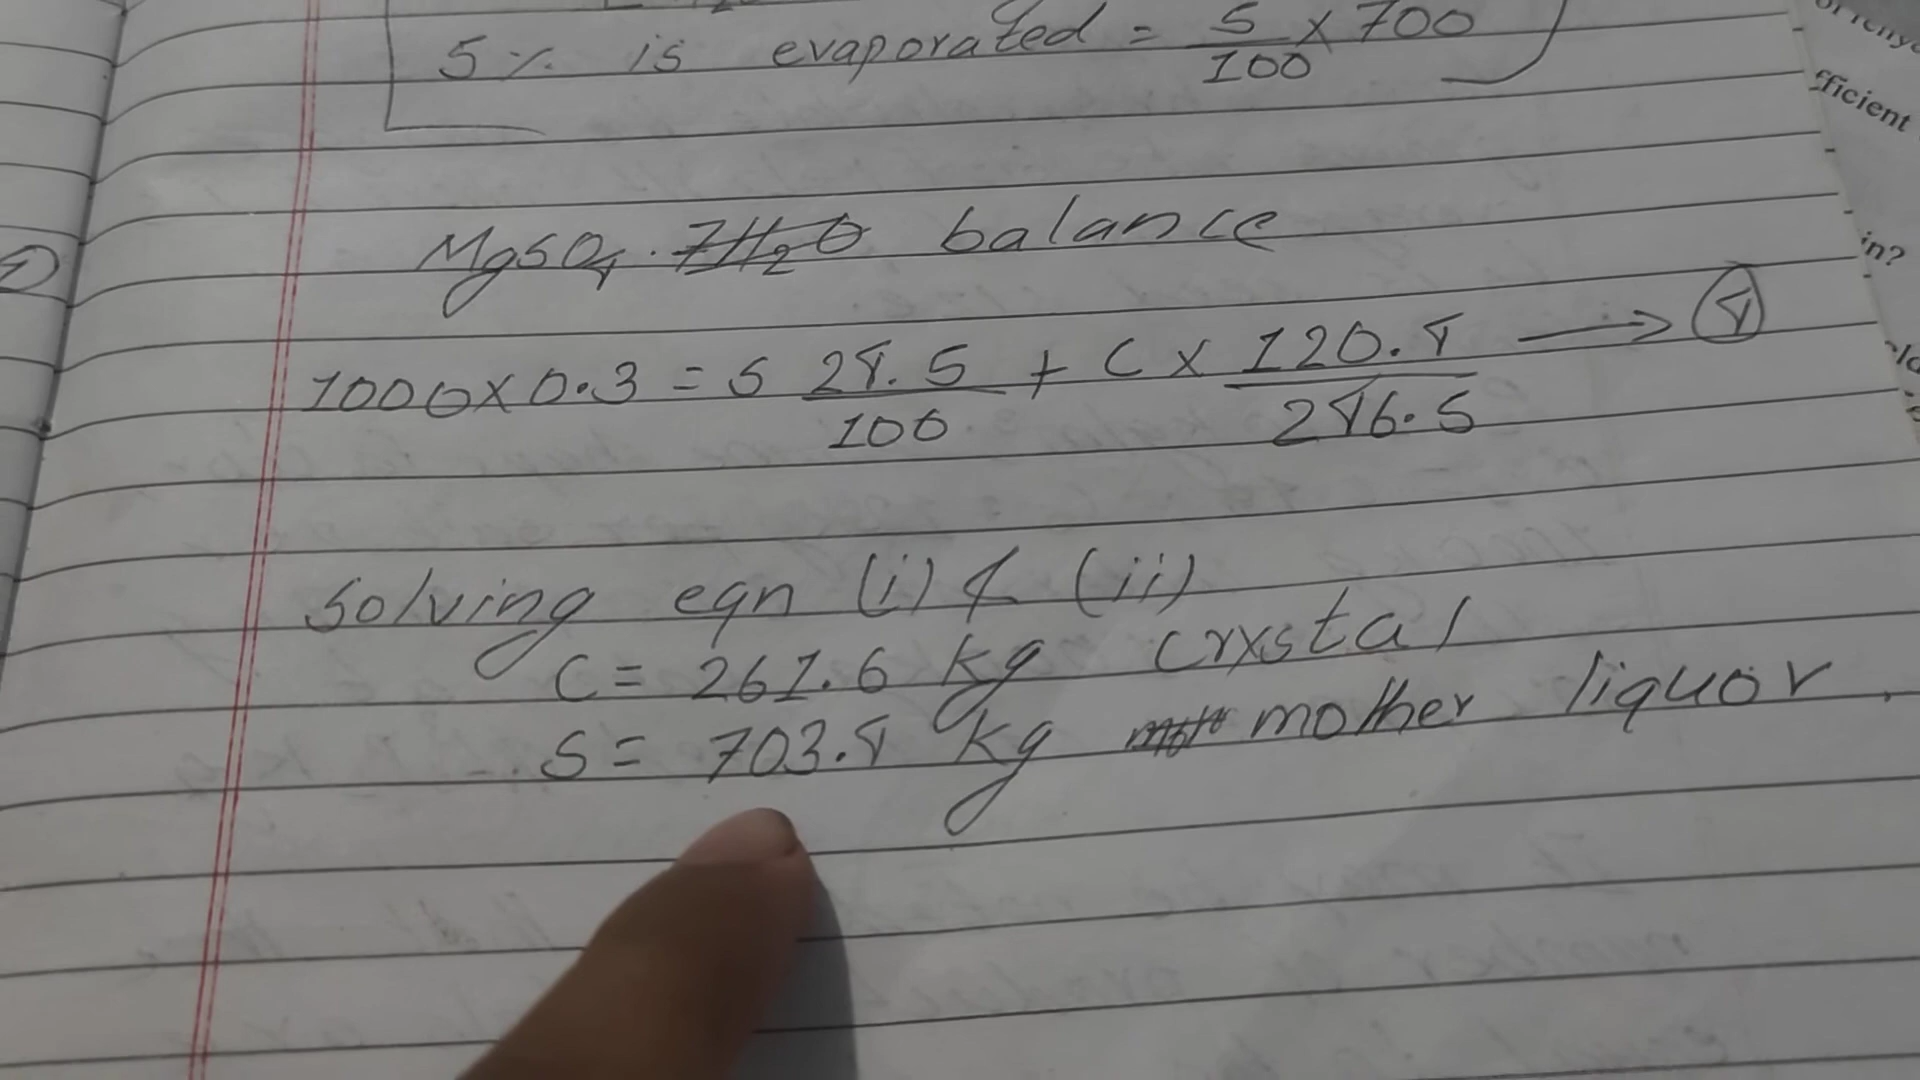 5 % is evaporated = 5/100 × 700
MgSO4 . 7H2O balance
1000×0.3 = S 24.5/100 + C × 120.4/246.5 → 4
Solving eqn (i) & (ii)
C = 261.6 kg crystal
S = 703.4 kg mother liquor.
fficient
in?